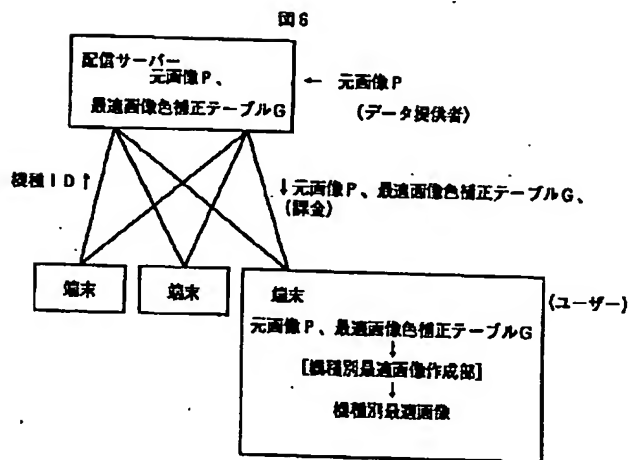 図6
配信サーバー
元画像P、
最適画像色補正テーブルG
← 元画像P
(データ提供者)
機種ID↑
↓元画像P、最適画像色補正テーブルG、
(課金)
端末
端末
端末
(ユーザー)
元画像P、最適画像色補正テーブルG
↓
[機種別最適画像作成部]
↓
機種別最適画像